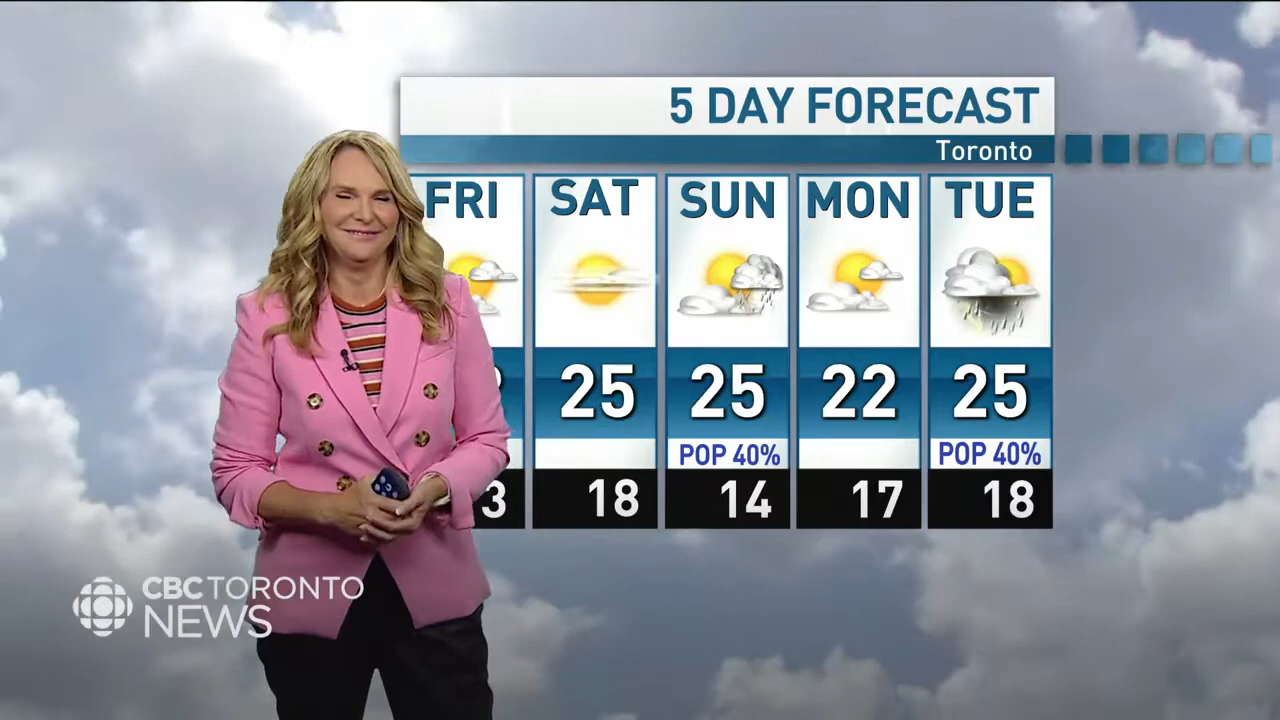 5 DAY FORECAST
Toronto
FRI SAT SUN MON TUE
25 25 22 25
POP 40% POP 40%
3 18 14 17 18
CBC TORONTO
NEWS